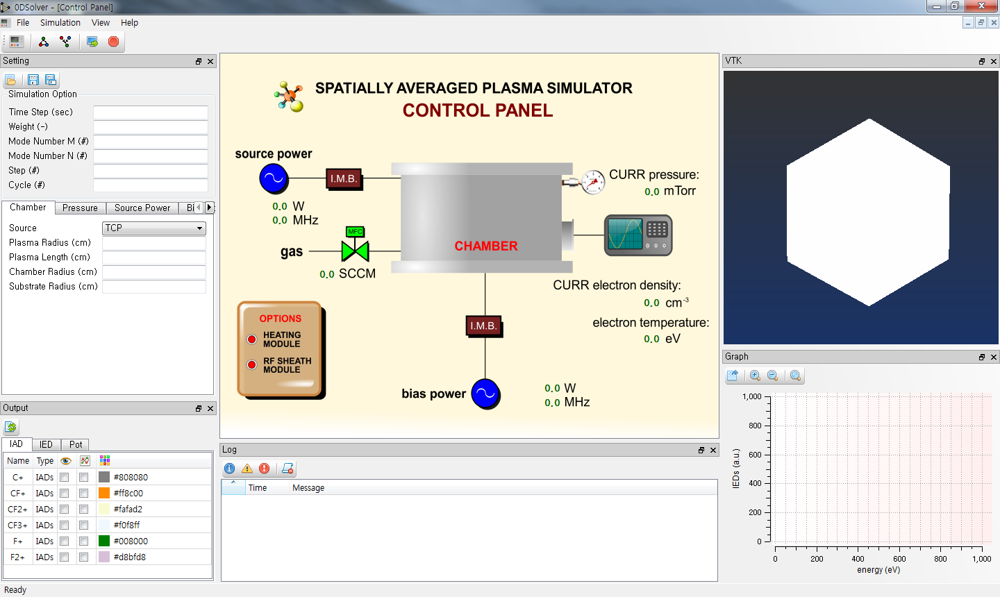 0DSolver - [Control Panel]
File Simulation View Help
Setting
Simulation Option
Time Step (sec)
Weight (-)
Mode Number M (#)
Mode Number N (#)
Step (#)
Cycle (#)
Chamber Pressure Source Power
Source TCP
Plasma Radius (cm)
Plasma Length (cm)
Chamber Radius (cm)
Substrate Radius (cm)
Output
IAD IED Pot
Name Type
C+ IADs #808080
CF+ IADs #ff8c00
CF2+ IADs #fafad2
CF3+ IADs #f0f8ff
F+ IADs #008000
F2+ IADs #d8bfd8
Ready
SPATIALLY AVERAGED PLASMA SIMULATOR
CONTROL PANEL
source power
I.M.B.
0.0 W
0.0 MHz
MFC
gas
0.0 SCCM
CHAMBER
CURR pressure:
0.0 mTorr
CURR electron density:
0.0 cm-3
electron temperature:
0.0 eV
OPTIONS
HEATING
MODULE
RF SHEATH
MODULE
I.M.B.
bias power
0.0 W
0.0 MHz
Log
Time Message
VTK
Graph
1,000
800
600
400
200
0
IEDs (a.u.)
0 200 400 600 800 1,000
energy (eV)